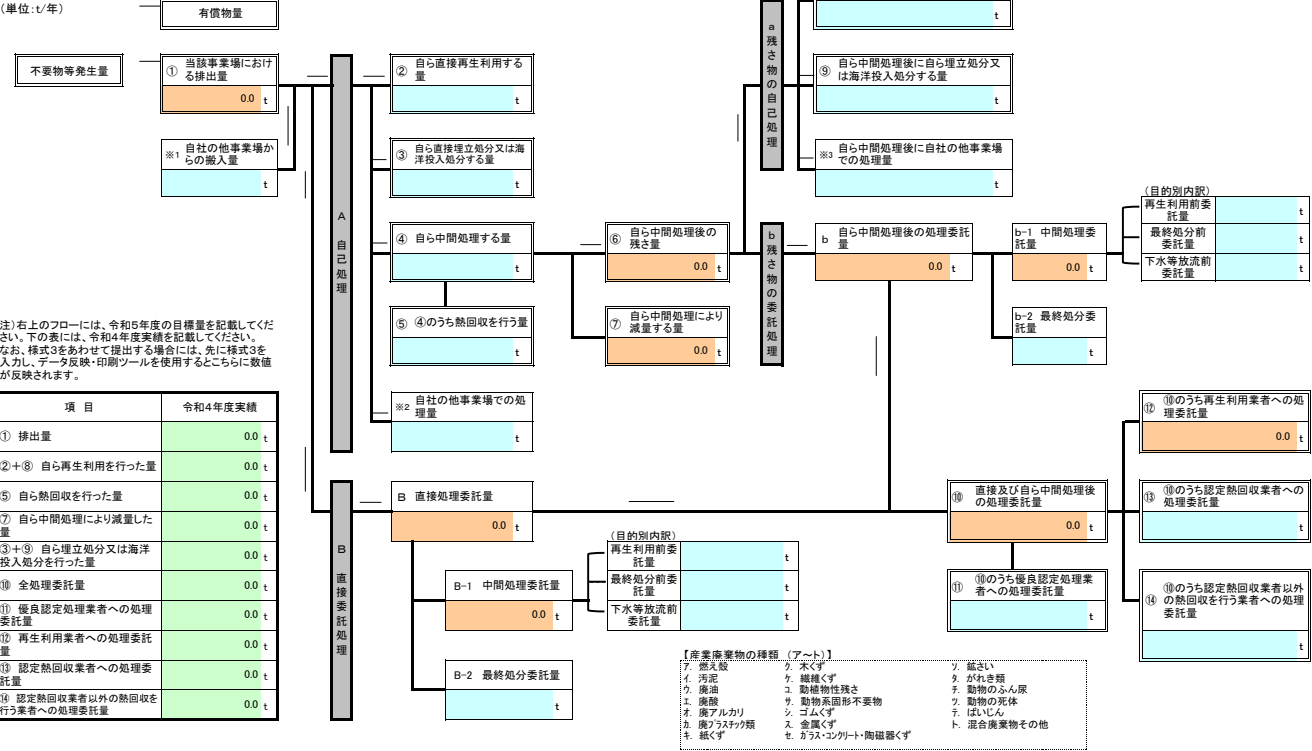 (単位:t/年)
有償物量
不要物等発生量
① 当該事業場におけ
る排出量
0.0 t
※1 自社の他事業場か
らの搬入量
t
A 自己処理
② 自ら直接再生利用する
量
t
③ 自ら直接埋立処分又は海
洋投入処分する量
t
④ 自ら中間処理する量
t
⑤ ④のうち熱回収を行う量
t
※2 自社の他事業場での処
理量
t
⑥ 自ら中間処理後の
残さ量
0.0 t
⑦ 自ら中間処理により
減量する量
0.0 t
a 残さ物の自己処理
t
⑨ 自ら中間処理後に自ら埋立処分又
は海洋投入処分する量
t
※3 自ら中間処理後に自社の他事業場
での処理量
t
b 残さ物の委託処理
b 自ら中間処理後の処理委託
量
0.0 t
b-1 中間処理委
託量
0.0 t
b-2 最終処分委
託量
t
(目的別内訳)
再生利用前委
託量
t
最終処分前
委託量
t
下水等放流前
委託量
t
注)右上のフローには、令和5年度の目標量を記載してくだ
さい。下の表には、令和4年度実績を記載してください。
なお、様式3をあわせて提出する場合には、先に様式3を
入力し、データ反映・印刷ツールを使用するとこちらに数値
が反映されます。
項 目 令和4年度実績
① 排出量 0.0 t
②+⑧ 自ら再生利用を行った量 0.0 t
⑤ 自ら熱回収を行った量 0.0 t
⑦ 自ら中間処理により減量した
量 0.0 t
③+⑨ 自ら埋立処分又は海洋
投入処分を行った量 0.0 t
⑩ 全処理委託量 0.0 t
⑪ 優良認定処理業者への処理
委託量 0.0 t
⑫ 再生利用業者への処理委託
量 0.0 t
⑬ 認定熱回収業者への処理委
託量 0.0 t
⑭ 認定熱回収業者以外の熱回収を
行う業者への処理委託量 0.0 t
B 直接委託処理
B 直接処理委託量
0.0 t
B-1 中間処理委託量
0.0 t
B-2 最終処分委託量
t
(目的別内訳)
再生利用前委
託量
t
最終処分前委
託量
t
下水等放流前
委託量
t
⑩ 直接及び自ら中間処理後
の処理委託量
0.0 t
⑪ ⑩のうち優良認定処理業
者への処理委託量
t
⑫ ⑩のうち再生利用業者への処
理委託量
0.0 t
⑬ ⑩のうち認定熱回収業者への
処理委託量
t
⑭ ⑩のうち認定熱回収業者以外
の熱回収を行う業者への処理
委託量
t
【産業廃棄物の種類 (ア~ト)】
ア. 燃え殻 ク. 木くず ソ. 鉱さい
イ. 汚泥 ケ. 繊維くず タ. がれき類
ウ. 廃油 コ. 動植物性残さ チ. 動物のふん尿
エ. 廃酸 サ. 動物系固形不要物 ツ. 動物の死体
オ. 廃アルカリ シ. ゴムくず テ. ばいじん
カ. 廃プラスチック類 ス. 金属くず ト. 混合廃棄物その他
キ. 紙くず セ. ガラス・コンクリート・陶磁器くず